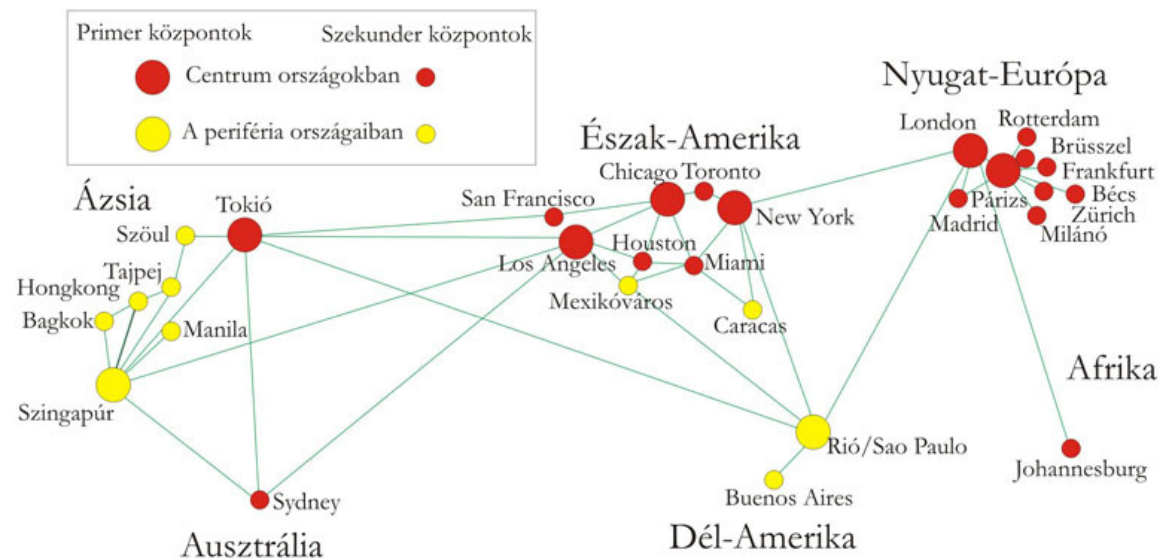 Primer központok
Szekunder központok
Centrum országokban
A periféria országaiban
Nyugat-Európa
London
Rotterdam
Brüsszel
Frankfurt
Bécs
Zürich
Milánó
Párizs
Madrid
Észak-Amerika
Chicago Toronto
San Francisco
New York
Houston
Los Angeles
Miami
Mexikóváros
Caracas
Ázsia
Tokió
Szöul
Tajpej
Hongkong
Bagkok
Manila
Szingapúr
Afrika
Johannesburg
Rió/Sao Paulo
Buenos Aires
Dél-Amerika
Sydney
Ausztrália